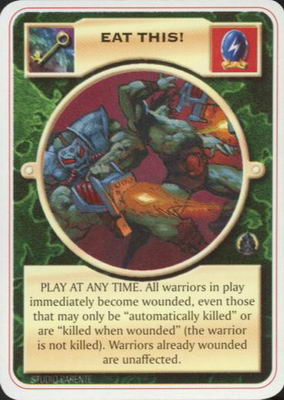 EAT THIS!
PLAY AT ANY TIME. All warriors in play
immediately become wounded, even those
that may only be “automatically killed” or
are “killed when wounded” (the warrior
is not killed). Warriors already wounded
are unaffected.
STUDIO PARENTE